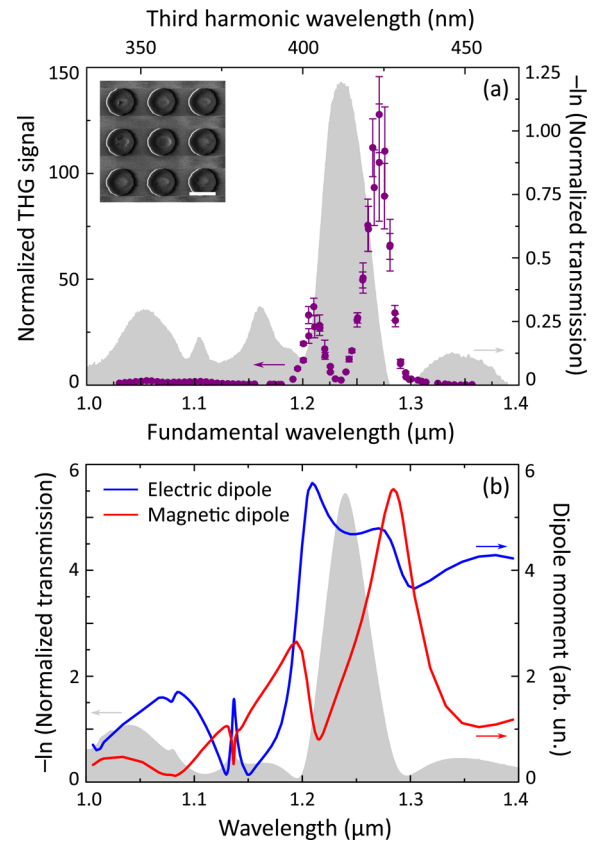 Third harmonic wavelength (nm)
350 400 450
(a)
Normalized THG signal
150
100
50
0
1.25
1.00
0.75
0.5
0.25
0
–ln (Normalized transmission)
1.0 1.1 1.2 1.3 1.4
Fundamental wavelength (μm)
(b)
Electric dipole
Magnetic dipole
–ln (Normalized transmission)
6
4
2
0
6
4
2
0
Dipole moment (arb. un.)
1.0 1.1 1.2 1.3 1.4
Wavelength (μm)